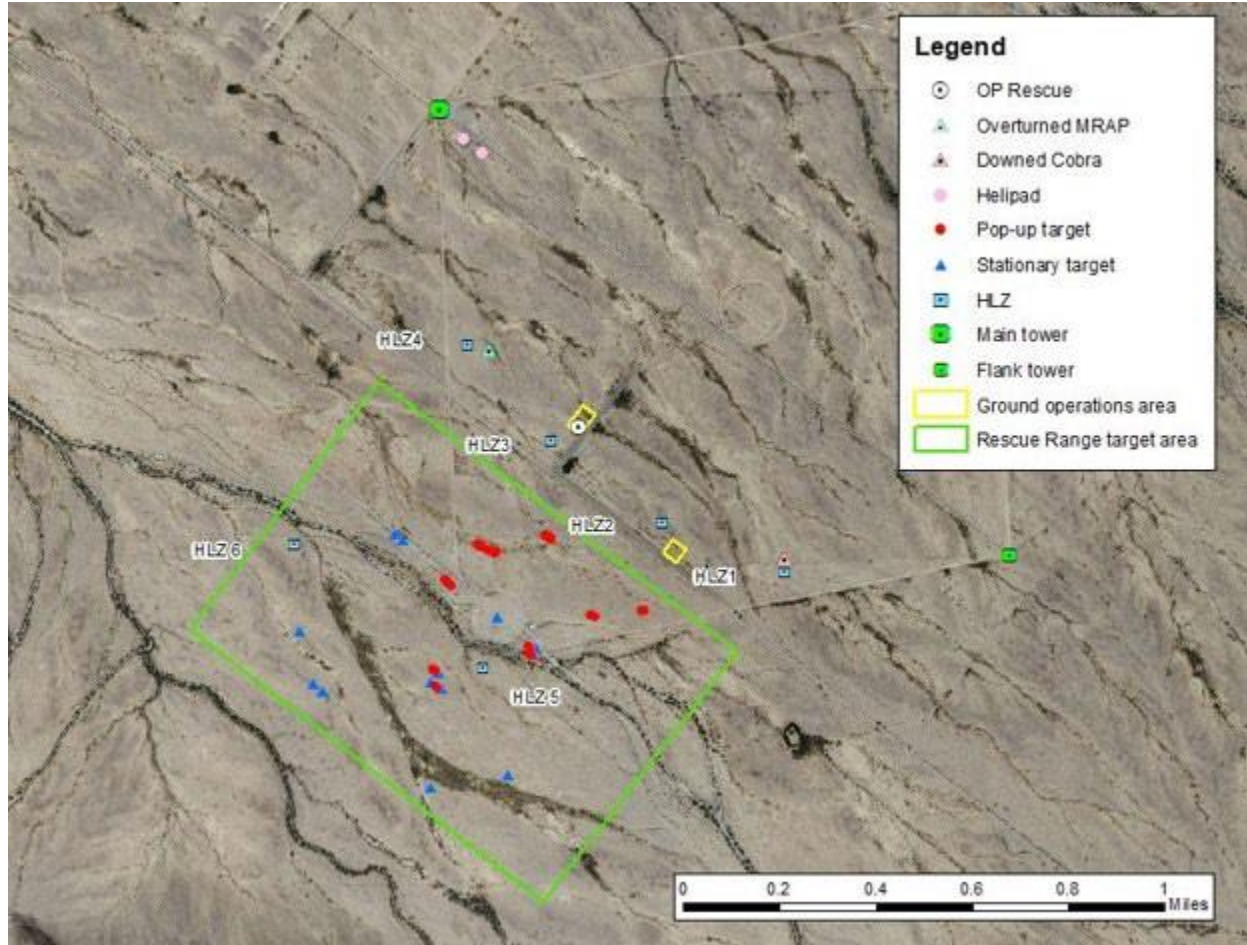 Legend
OP Rescue
Overturned MRAP
Downed Cobra
Helipad
Pop-up target
Stationary target
HLZ
Main tower
Flank tower
Ground operations area
Rescue Range target area
HLZ4
HLZ3
HLZ2
HLZ 6
HLZ1
HLZ 5
0 0.2 0.4 0.6 0.8 1
Miles